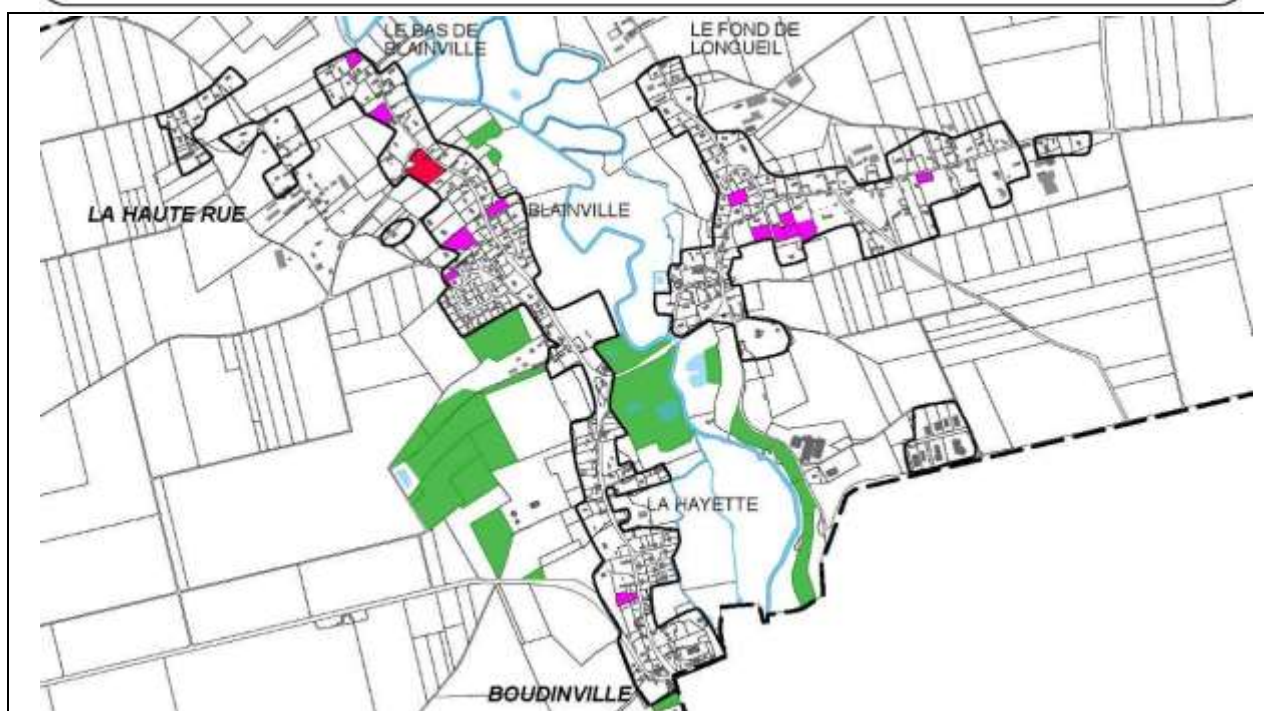 LE BAS DE
BLAINVILLE
LE FOND DE
LONGUEIL
LA HAUTE RUE
BLAINVILLE
LA HAYETTE
BOUDINVILLE